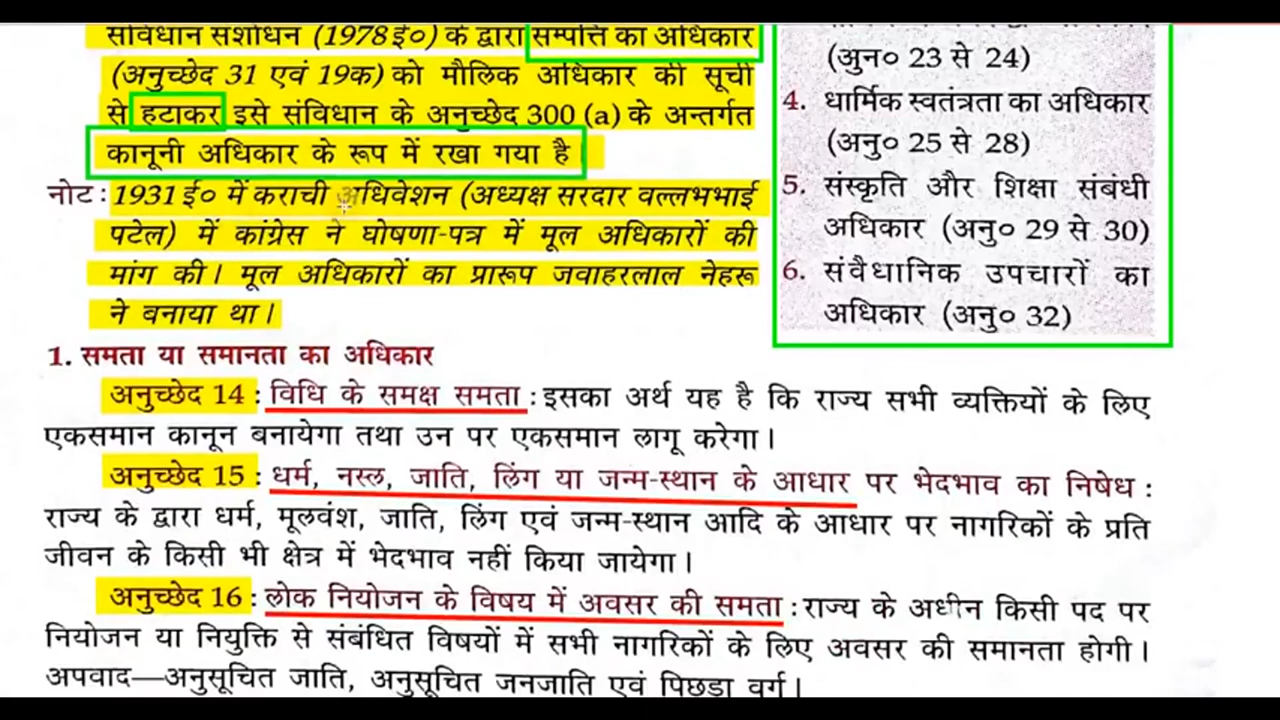 संविधान संशोधन (1978 ई०) के द्वारा सम्पत्ति का अधिकार
(अनुच्छेद 31 एवं 19क) को मौलिक अधिकार की सूची
से हटाकर इसे संविधान के अनुच्छेद 300 (a) के अन्तर्गत
कानूनी अधिकार के रूप में रखा गया है
नोट : 1931 ई० में कराची अधिवेशन (अध्यक्ष सरदार वल्लभभाई
पटेल) में कांग्रेस ने घोषणा-पत्र में मूल अधिकारों की
मांग की। मूल अधिकारों का प्रारूप जवाहरलाल नेहरू
ने बनाया था।
(अुन० 23 से 24)
4. धार्मिक स्वतंत्रता का अधिकार
(अनु० 25 से 28)
5. संस्कृति और शिक्षा संबंधी
अधिकार (अनु० 29 से 30)
6. संवैधानिक उपचारों का
अधिकार (अनु० 32)
1. समता या समानता का अधिकार
अनुच्छेद 14 : विधि के समक्ष समता : इसका अर्थ यह है कि राज्य सभी व्यक्तियों के लिए
एकसमान कानून बनायेगा तथा उन पर एकसमान लागू करेगा।
अनुच्छेद 15 : धर्म, नस्ल, जाति, लिंग या जन्म-स्थान के आधार पर भेदभाव का निषेध :
राज्य के द्वारा धर्म, मूलवंश, जाति, लिंग एवं जन्म-स्थान आदि के आधार पर नागरिकों के प्रति
जीवन के किसी भी क्षेत्र में भेदभाव नहीं किया जायेगा।
अनुच्छेद 16 : लोक नियोजन के विषय में अवसर की समता : राज्य के अधीन किसी पद पर
नियोजन या नियुक्ति से संबंधित विषयों में सभी नागरिकों के लिए अवसर की समानता होगी।
अपवाद—अनुसूचित जाति, अनुसूचित जनजाति एवं पिछड़ा वर्ग।